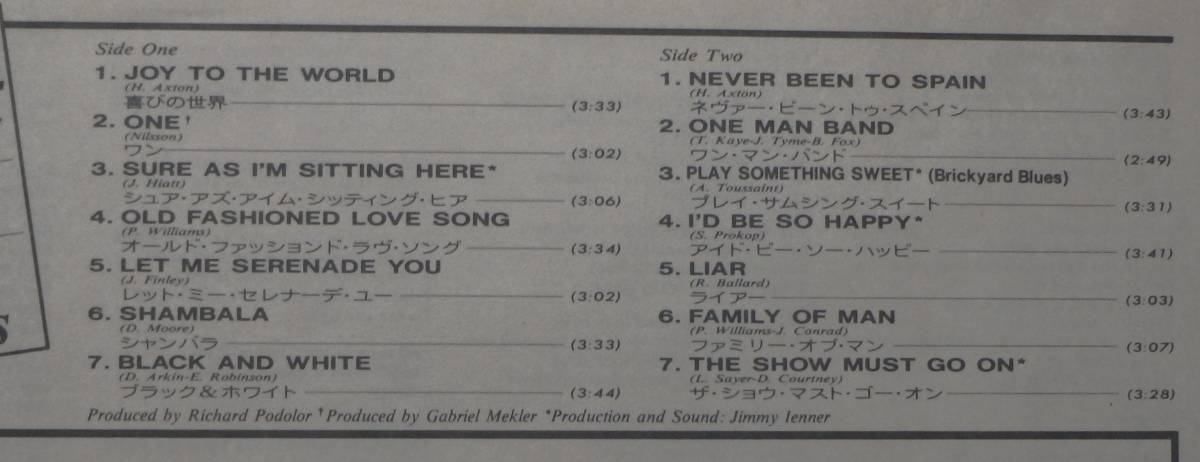 Side One
1. JOY TO THE WORLD
(H. Axton)
喜びの世界 (3:33)
2. ONE†
(Nilsson)
ワン (3:02)
3. SURE AS I'M SITTING HERE*
(J. Hiatt)
シュア・アズ・アイム・シッティング・ヒア (3:06)
4. OLD FASHIONED LOVE SONG
(P. Williams)
オールド・ファッションド・ラヴ・ソング (3:34)
5. LET ME SERENADE YOU
(J. Finley)
レット・ミー・セレナーデ・ユー (3:02)
6. SHAMBALA
(D. Moore)
シャンバラ (3:33)
7. BLACK AND WHITE
(D. Arkin-E. Robinson)
ブラック&ホワイト (3:44)
Side Two
1. NEVER BEEN TO SPAIN
(H. Axton)
ネヴァー・ビーン・トゥ・スペイン (3:43)
2. ONE MAN BAND
(T. Kaye-J. Tyme-B. Fox)
ワン・マン・バンド (2:49)
3. PLAY SOMETHING SWEET* (Brickyard Blues)
(A. Toussaint)
プレイ・サムシング・スイート (3:31)
4. I'D BE SO HAPPY*
(S. Prokop)
アイド・ビー・ソー・ハッピー (3:41)
5. LIAR
(R. Ballard)
ライアー (3:03)
6. FAMILY OF MAN
(P. Williams-J. Conrad)
ファミリー・オブ・マン (3:07)
7. THE SHOW MUST GO ON*
(L. Sayer-D. Courtney)
ザ・ショウ・マスト・ゴー・オン (3:28)
Produced by Richard Podolor †Produced by Gabriel Mekler *Production and Sound: Jimmy Ienner